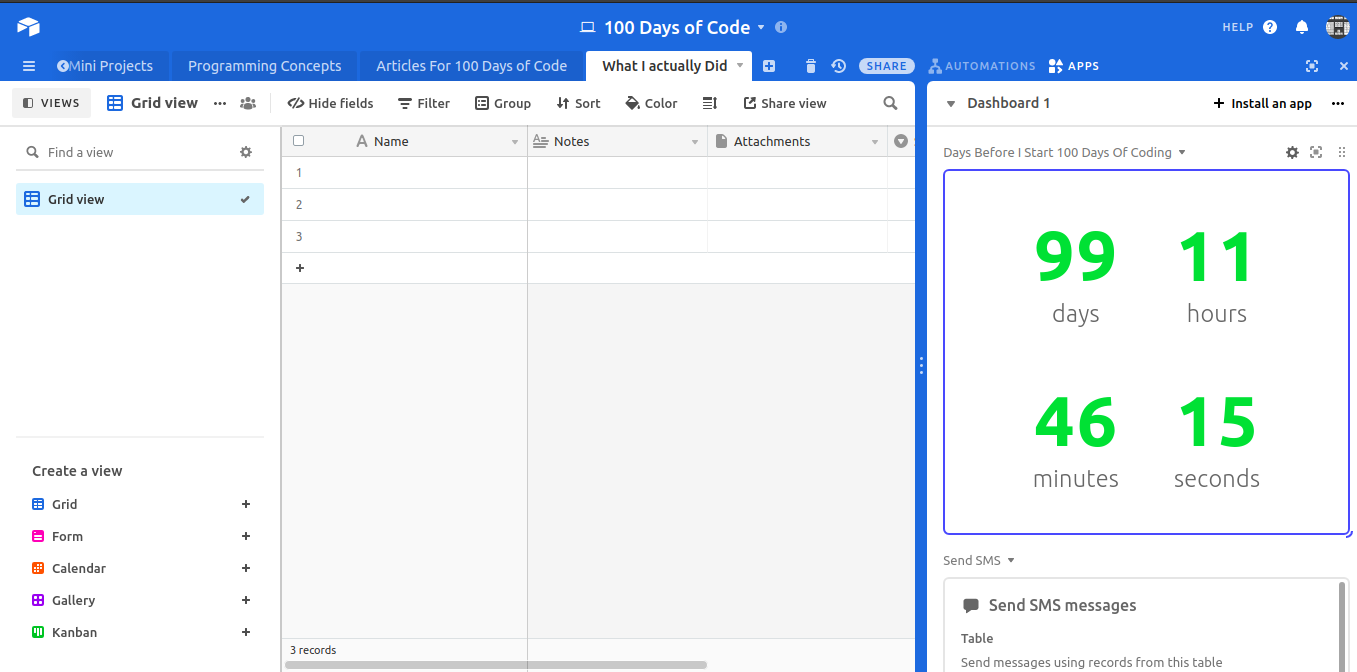 100 Days of Code
HELP
Mini Projects
Programming Concepts
Articles For 100 Days of Code
What I actually Did
SHARE
AUTOMATIONS
APPS
VIEWS
Grid view
Hide fields
Filter
Group
Sort
Color
Share view
Dashboard 1
Install an app
Find a view
Name
Notes
Attachments
Days Before I Start 100 Days Of Coding
Grid view
1
2
3
99 11
days hours
46 15
minutes seconds
Create a view
Grid
Form
Calendar
Gallery
Kanban
3 records
Send SMS
Send SMS messages
Table
Send messages using records from this table